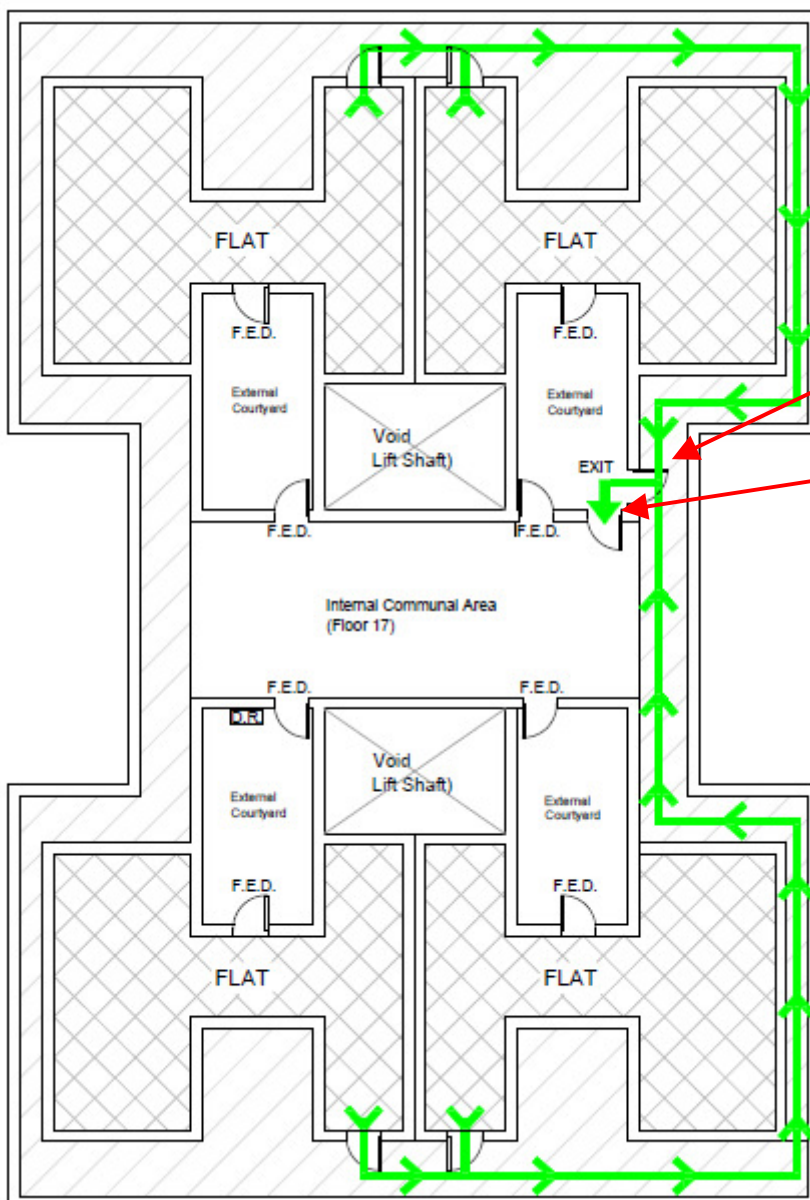 FLAT
FLAT
F.E.D.
F.E.D.
External
Courtyard
External
Courtyard
Void
Lift Shaft)
EXIT
F.E.D.
F.E.D.
Internal Communal Area
(Floor 17)
F.E.D.
F.E.D.
D.R.
Void
Lift Shaft)
External
Courtyard
External
Courtyard
F.E.D.
F.E.D.
FLAT
FLAT